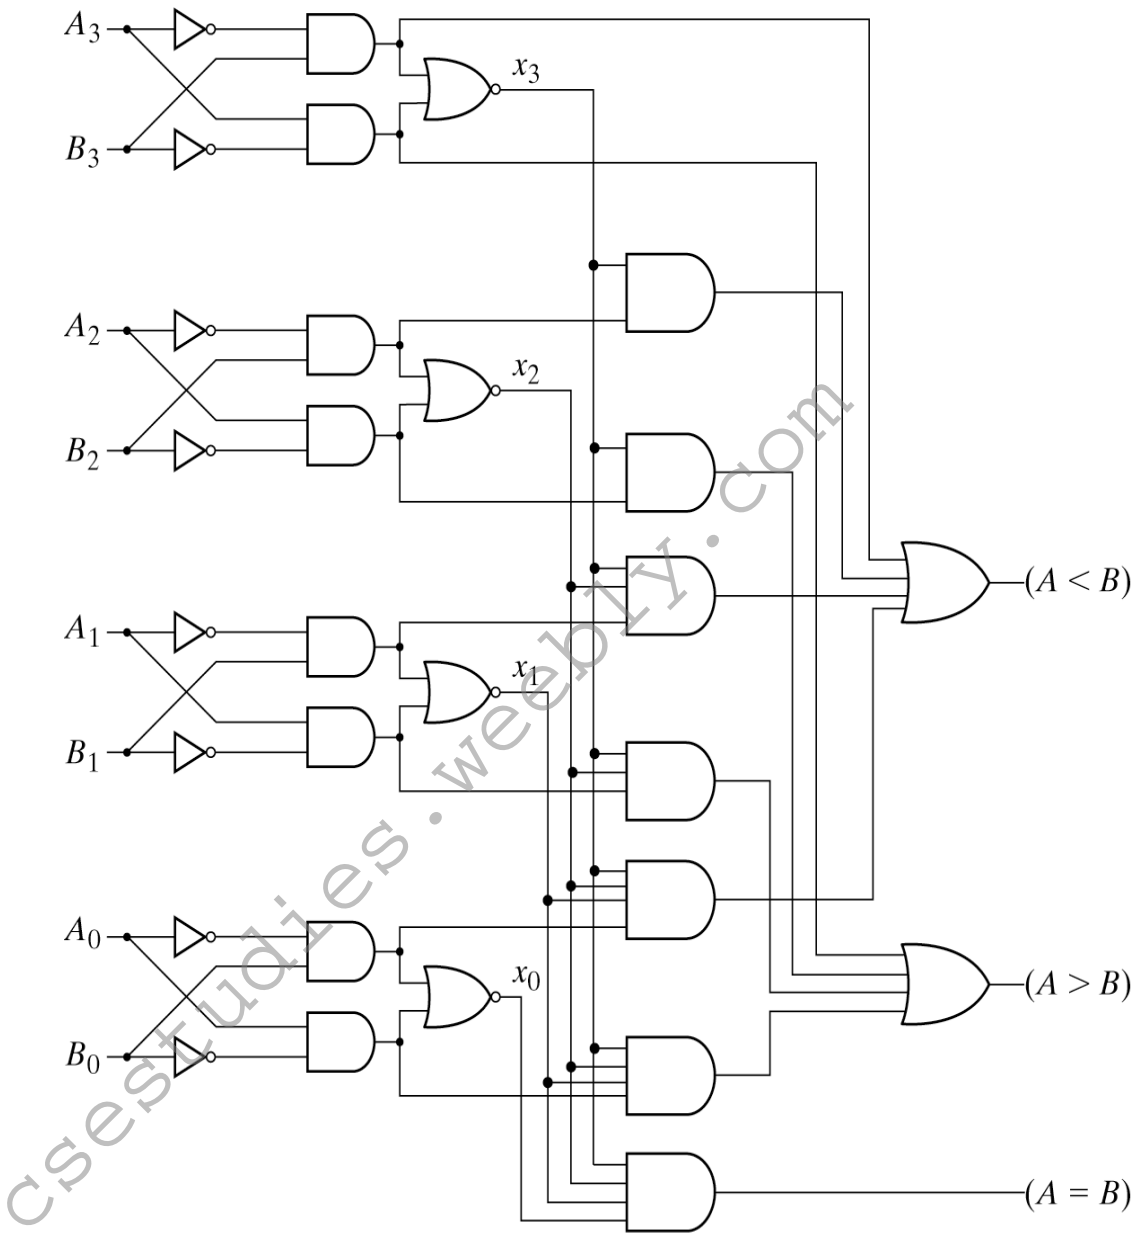 A3
x3
B3
A2
x2
B2
(A < B)
A1
x1
B1
A0
x0
(A > B)
B0
(A = B)
csestudies.weebly.com